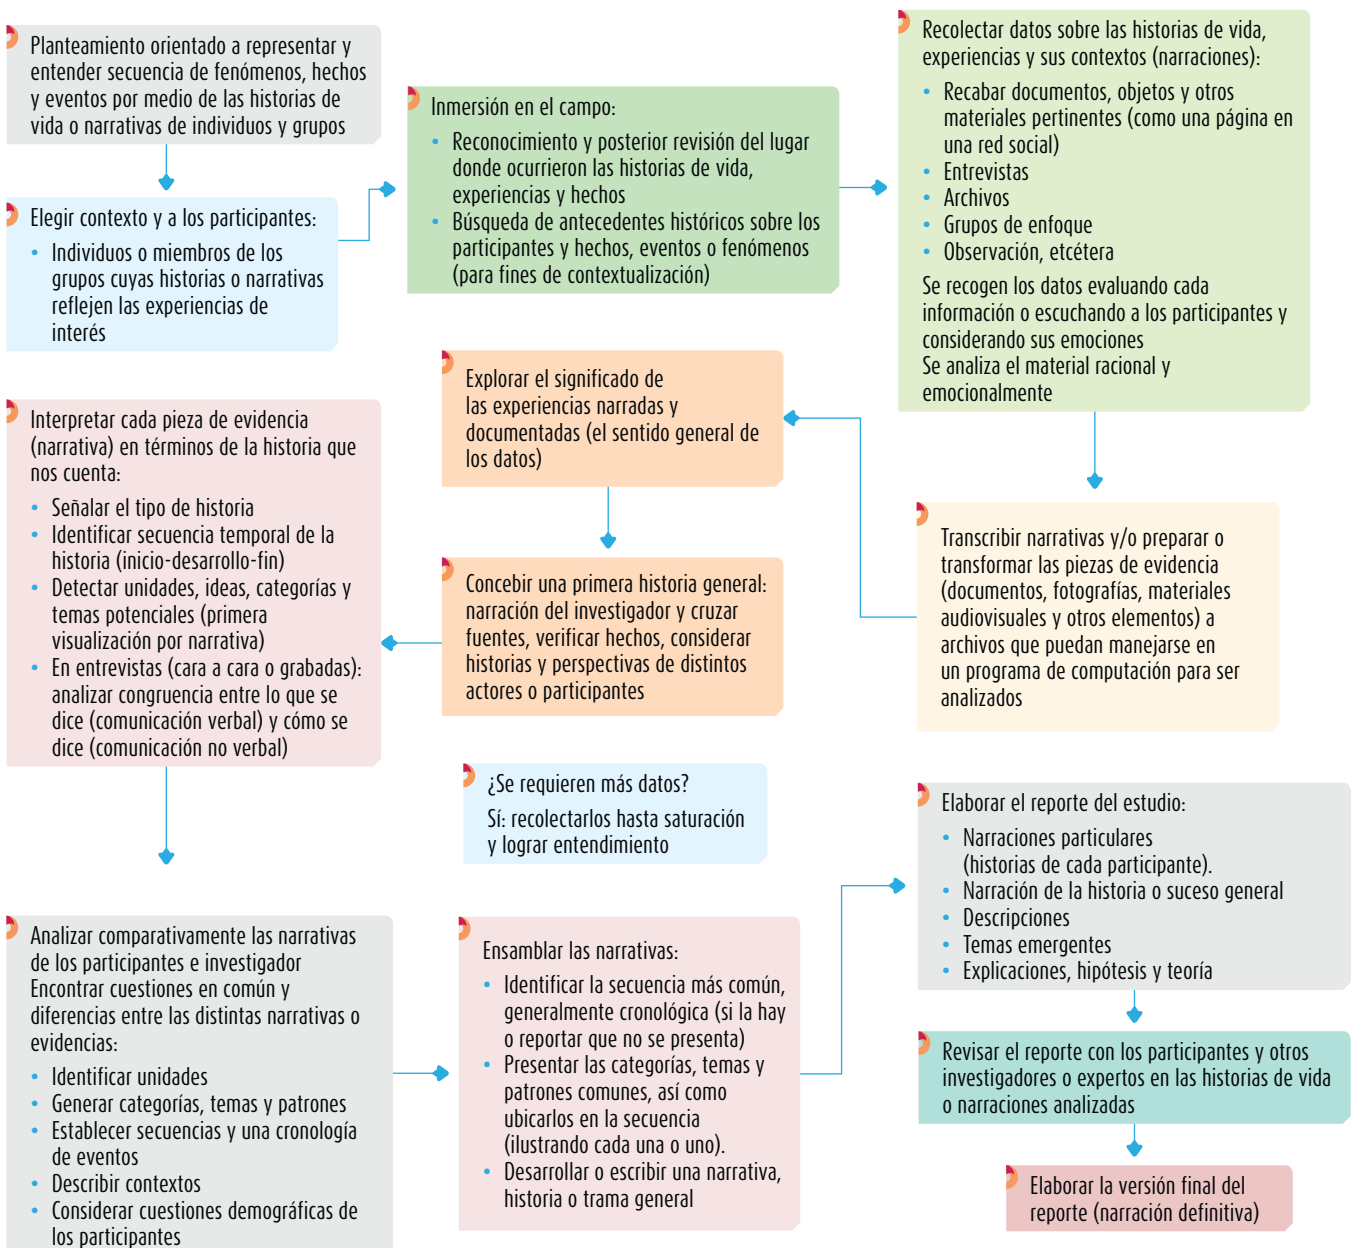 Planteamiento orientado a representar y
entender secuencia de fenómenos, hechos
y eventos por medio de las historias de
vida o narrativas de individuos y grupos
Elegir contexto y a los participantes:
• Individuos o miembros de los
grupos cuyas historias o narrativas
reflejen las experiencias de
interés
Inmersión en el campo:
• Reconocimiento y posterior revisión del lugar
donde ocurrieron las historias de vida,
experiencias y hechos
• Búsqueda de antecedentes históricos sobre los
participantes y hechos, eventos o fenómenos
(para fines de contextualización)
Recolectar datos sobre las historias de vida,
experiencias y sus contextos (narraciones):
• Recabar documentos, objetos y otros
materiales pertinentes (como una página en
una red social)
• Entrevistas
• Archivos
• Grupos de enfoque
• Observación, etcétera
Se recogen los datos evaluando cada
información o escuchando a los participantes y
considerando sus emociones
Se analiza el material racional y
emocionalmente
Transcribir narrativas y/o preparar o
transformar las piezas de evidencia
(documentos, fotografías, materiales
audiovisuales y otros elementos) a
archivos que puedan manejarse en
un programa de computación para ser
analizados
Explorar el significado de
las experiencias narradas y
documentadas (el sentido general de
los datos)
Concebir una primera historia general:
narración del investigador y cruzar
fuentes, verificar hechos, considerar
historias y perspectivas de distintos
actores o participantes
Interpretar cada pieza de evidencia
(narrativa) en términos de la historia que
nos cuenta:
• Señalar el tipo de historia
• Identificar secuencia temporal de la
historia (inicio-desarrollo-fin)
• Detectar unidades, ideas, categorías y
temas potenciales (primera
visualización por narrativa)
• En entrevistas (cara a cara o grabadas):
analizar congruencia entre lo que se
dice (comunicación verbal) y cómo se
dice (comunicación no verbal)
¿Se requieren más datos?
Sí: recolectarlos hasta saturación
y lograr entendimiento
Analizar comparativamente las narrativas
de los participantes e investigador
Encontrar cuestiones en común y
diferencias entre las distintas narrativas o
evidencias:
• Identificar unidades
• Generar categorías, temas y patrones
• Establecer secuencias y una cronología
de eventos
• Describir contextos
• Considerar cuestiones demográficas de
los participantes
Ensamblar las narrativas:
• Identificar la secuencia más común,
generalmente cronológica (si la hay
o reportar que no se presenta)
• Presentar las categorías, temas y
patrones comunes, así como
ubicarlos en la secuencia
(ilustrando cada una o uno).
• Desarrollar o escribir una narrativa,
historia o trama general
Elaborar el reporte del estudio:
• Narraciones particulares
(historias de cada participante).
• Narración de la historia o suceso general
• Descripciones
• Temas emergentes
• Explicaciones, hipótesis y teoría
Revisar el reporte con los participantes y otros
investigadores o expertos en las historias de vida
o narraciones analizadas
Elaborar la versión final del
reporte (narración definitiva)